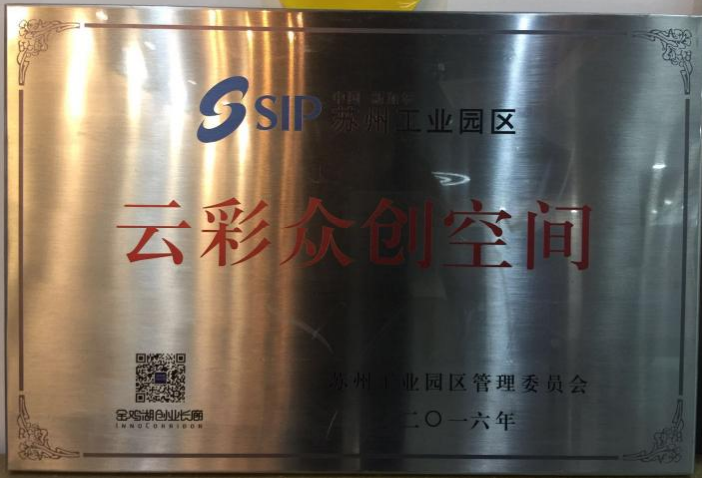 SIP
中国 新加坡
苏州工业园区
云彩众创空间
金鸡湖创业长廊
INNOCORRIDOR
苏州工业园区管理委员会
二〇一六年